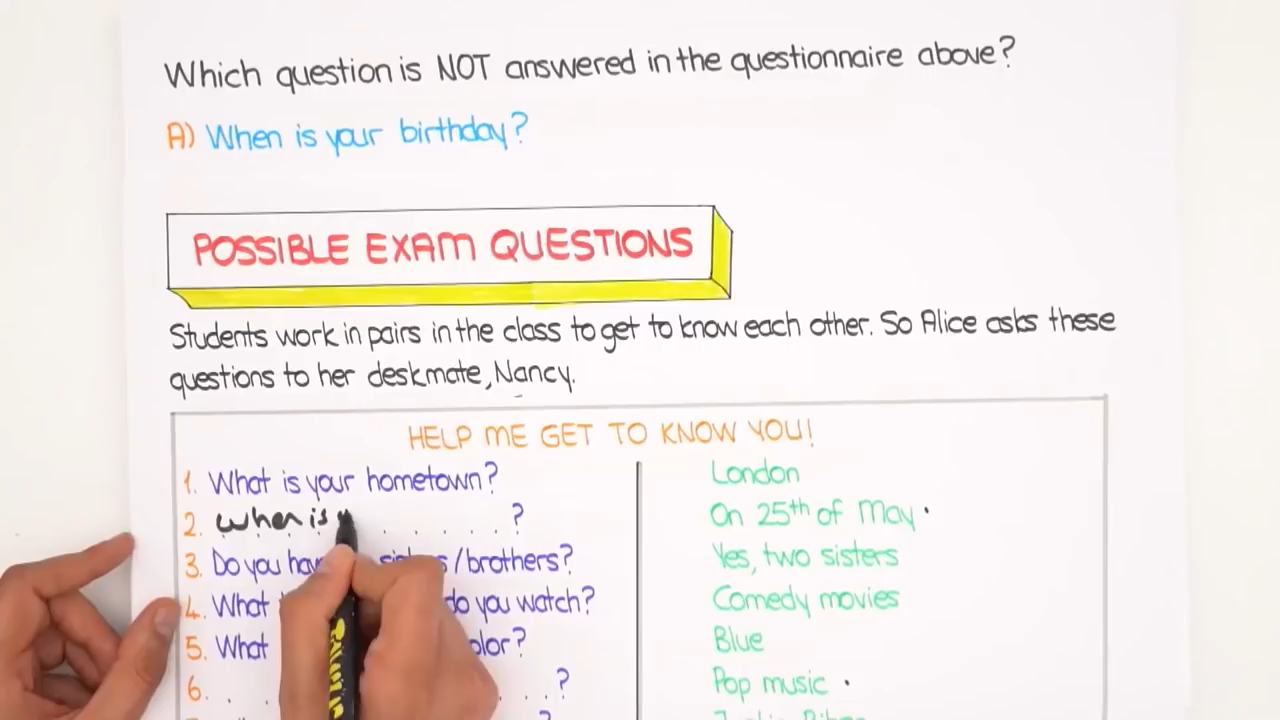 Which question is NOT answered in the questionnaire above?
A) When is your birthday?
POSSIBLE EXAM QUESTIONS
Students work in pairs in the class to get to know each other. So Alice asks these
questions to her deskmate, Nancy.
HELP ME GET TO KNOW YOU!
1. What is your hometown? London
2. When is ? On 25th of May
3. Do you / brothers? Yes, two sisters
4. What do you watch? Comedy movies
5. What ? Blue
6. . . . . . ? Pop music